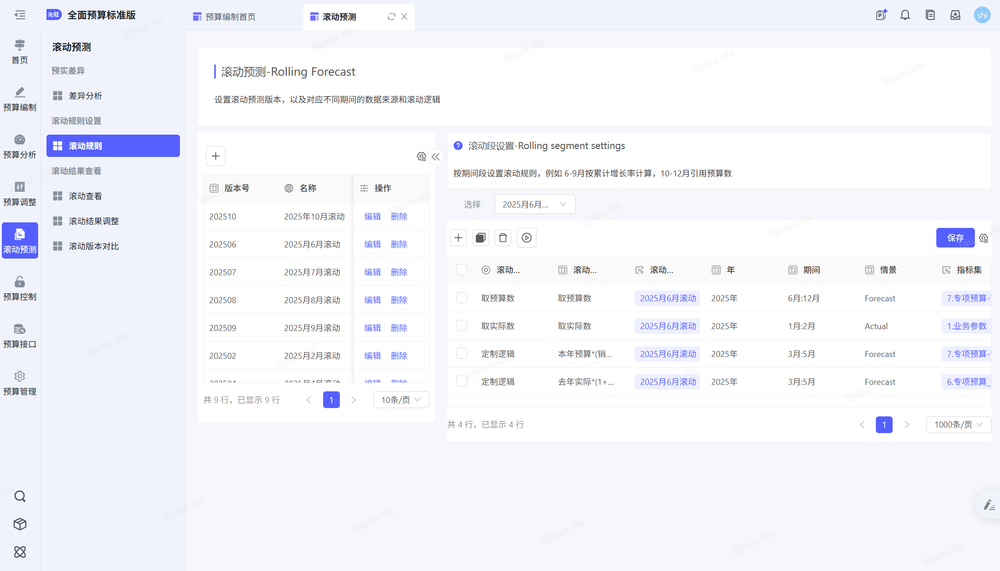 先胜 全面预算标准版
预算编制首页
滚动预测
shi
首页
预算编制
预算分析
预算调整
滚动预测
预算控制
预算接口
预算管理
滚动预测
预实差异
差异分析
滚动规则设置
滚动规则
滚动结果查看
滚动查看
滚动结果调整
滚动版本对比
滚动预测-Rolling Forecast
设置滚动预测版本，以及对应不同期间的数据来源和滚动逻辑
版本号 名称 操作
202510 2025年10月滚动 编辑 删除
202506 2025月6月滚动 编辑 删除
202507 2025月7月滚动 编辑 删除
202508 2025月8月滚动 编辑 删除
202509 2025月9月滚动 编辑 删除
202502 2025月2月滚动 编辑 删除
202504 2025月4月滚动 编辑 删除
共 9 行，已显示 9 行 1 10条/页
滚动段设置-Rolling segment settings
按期间段设置滚动规则，例如 6-9月按累计增长率计算，10-12月引用预算数
选择 2025月6月...
保存
滚动... 滚动... 滚动... 年 期间 情景 指标集
取预算数 取预算数 2025月6月滚动 2025年 6月:12月 Forecast 7.专项预算-
取实际数 取实际数 2025月6月滚动 2025年 1月:2月 Actual 1.业务参数
定制逻辑 本年预算*(销... 2025月6月滚动 2025年 3月:5月 Forecast 7.专项预算-
定制逻辑 去年实际*(1+... 2025月6月滚动 2025年 3月:5月 Forecast 6.专项预算_
共 4 行，已显示 4 行 1 1000条/页
lijuan.shi